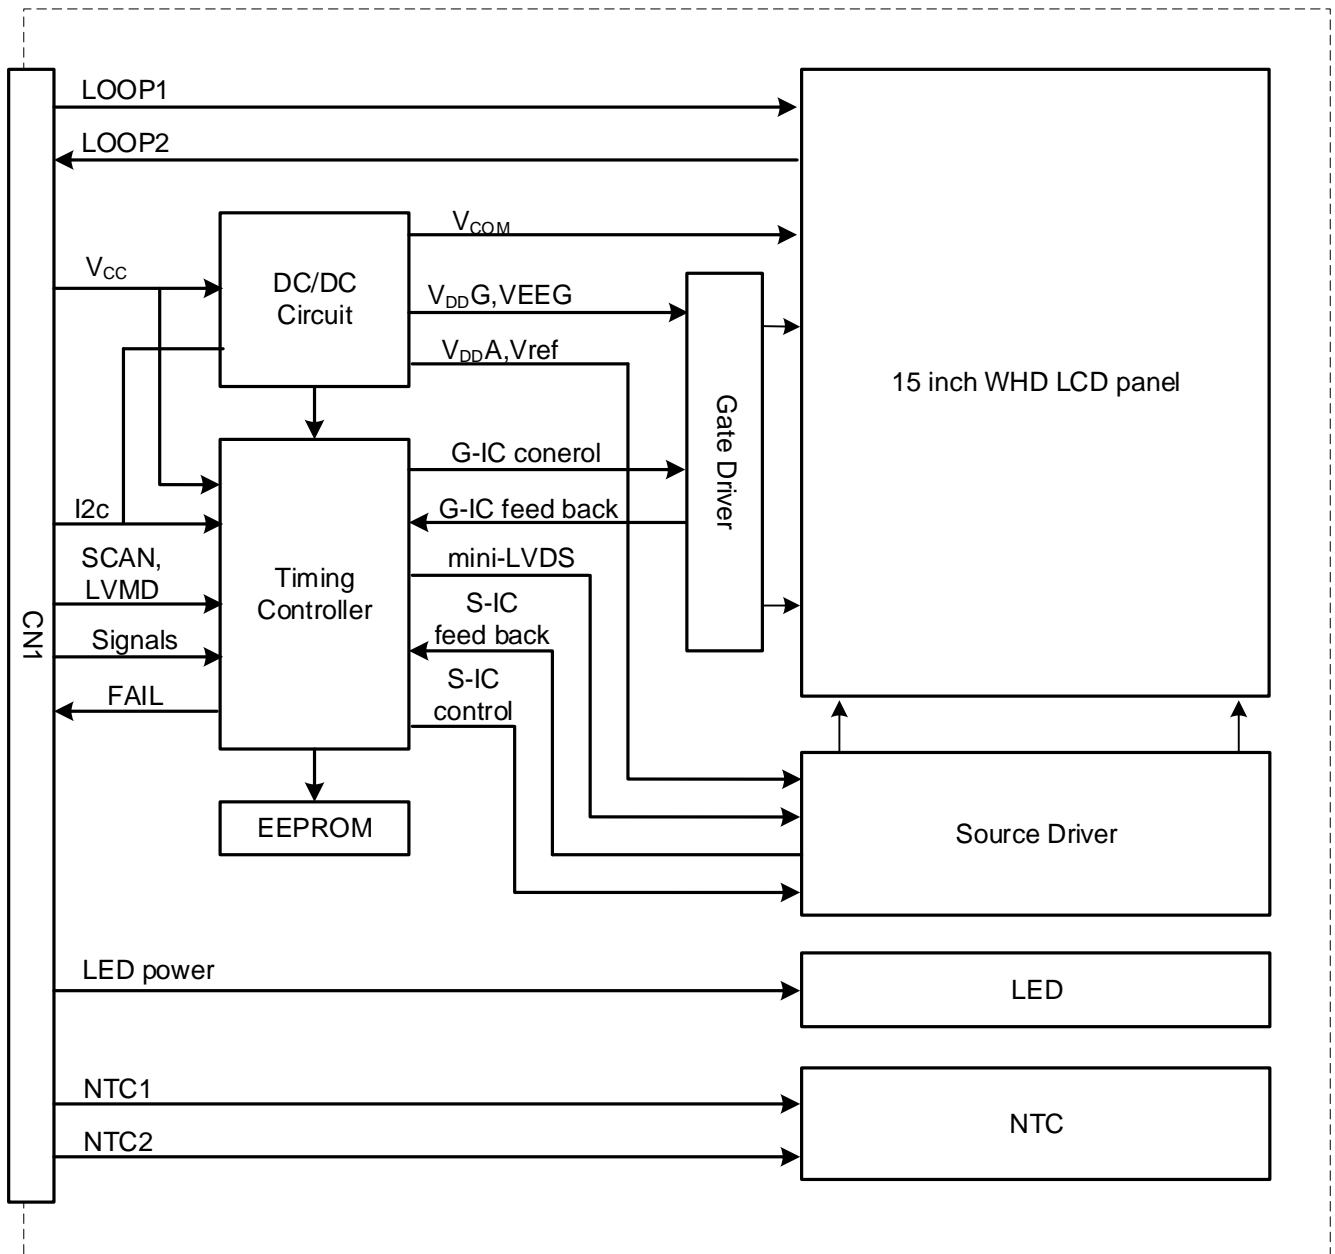 LOOP1
LOOP2
VCOM
VCC
DC/DC
Circuit
VDDG,VEEG
VDDA,Vref
15 inch WHD LCD panel
Gate Driver
G-IC conerol
I2c
G-IC feed back
SCAN,
LVMD
mini-LVDS
Timing
Controller
S-IC
feed back
CN1
Signals
FAIL
S-IC
control
EEPROM
Source Driver
LED power
LED
NTC1
NTC
NTC2